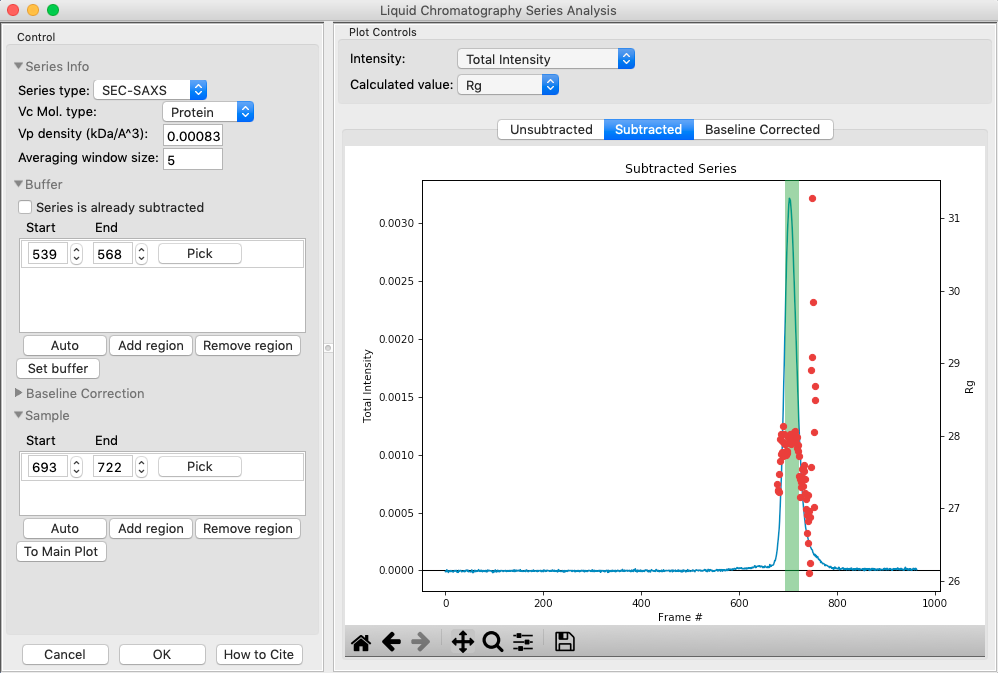 Liquid Chromatography Series Analysis
Control
Series Info
Series type: SEC-SAXS
Vc Mol. type: Protein
Vp density (kDa/A^3): 0.00083
Averaging window size: 5
Buffer
Series is already subtracted
Start End
539 568 Pick
Auto Add region Remove region
Set buffer
Baseline Correction
Sample
Start End
693 722 Pick
Auto Add region Remove region
To Main Plot
Cancel OK How to Cite
Plot Controls
Intensity: Total Intensity
Calculated value: Rg
Unsubtracted Subtracted Baseline Corrected
Subtracted Series
Total Intensity
0.0030
0.0025
0.0020
0.0015
0.0010
0.0005
0.0000
31
30
29
28
27
26
Rg
0 200 400 600 800 1000
Frame #